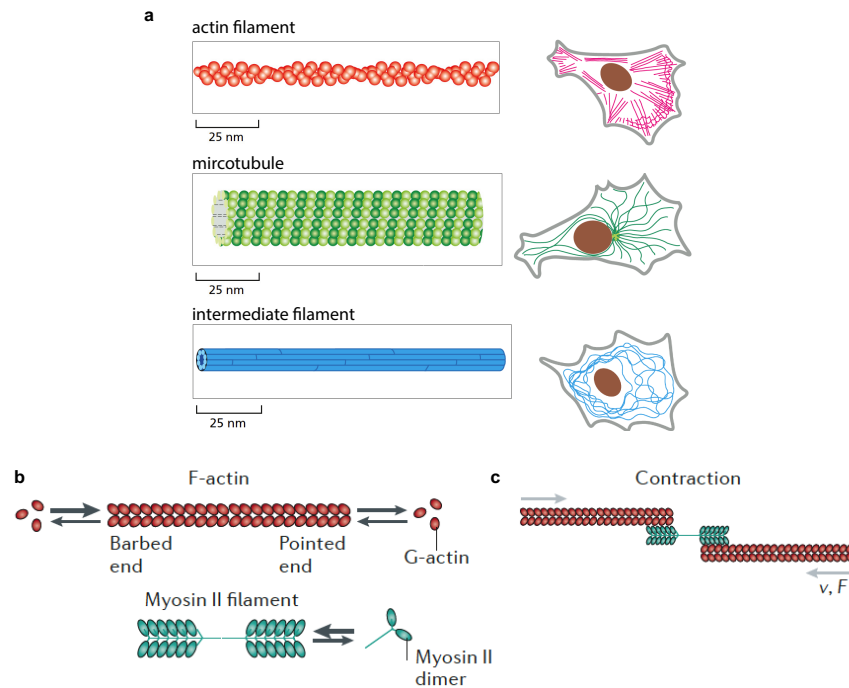 a
actin filament
25 nm
mircotubule
25 nm
intermediate filament
25 nm
b
F-actin
Barbed
end
Pointed
end
G-actin
Myosin II filament
Myosin II
dimer
c
Contraction
v, F